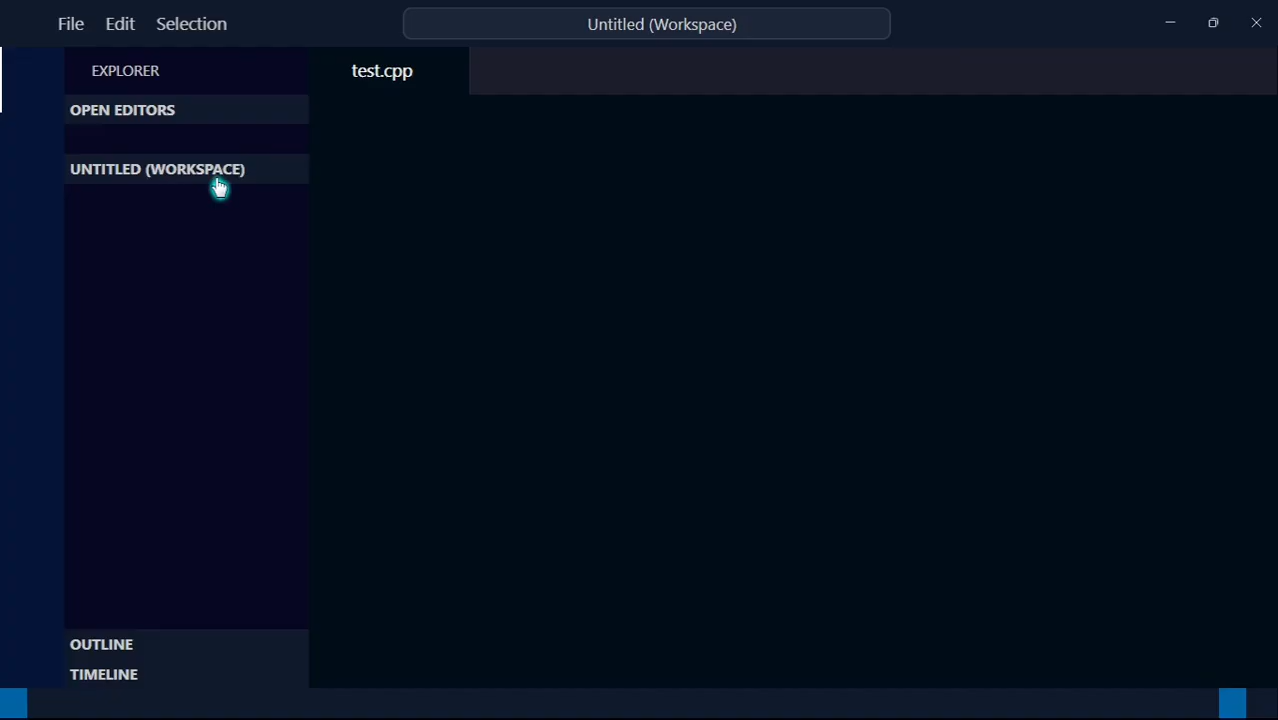 File Edit Selection
Untitled (Workspace)
EXPLORER
test.cpp
OPEN EDITORS
UNTITLED (WORKSPACE)
OUTLINE
TIMELINE